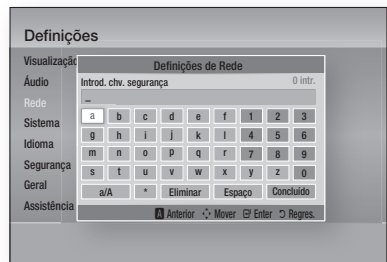 Definições
Visualização
Áudio
Rede
Sistema
Idioma
Segurança
Geral
Assistência
Definições de Rede
Introd. chv. segurança 0 intr.
_
a b c d e f 1 2 3
g h i j k l 4 5 6
m n o p q r 7 8 9
s t u v w x y z 0
a/A * Eliminar Espaço Concluído
A Anterior Mover Enter Regres.